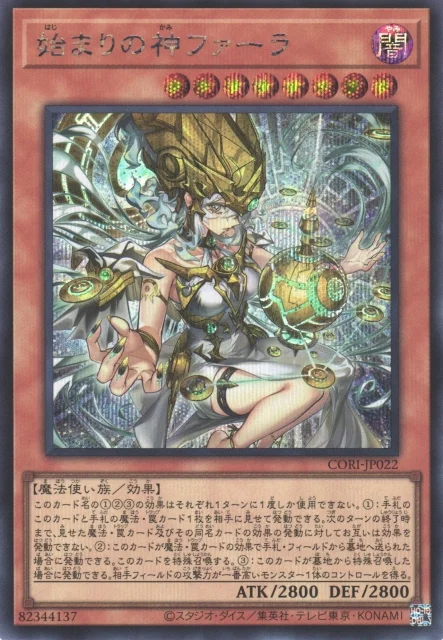 始まりの神ファーラ
闇
CORI-JP022
【魔法使い族／効果】
このカード名の①②③の効果はそれぞれ1ターンに1度しか使用できない。①：手札の
このカードと手札の魔法・罠カード1枚を相手に見せて発動できる。次のターンの終了時
まで、見せた魔法・罠カード及びその同名カードの効果の発動に対してお互いは効果を
発動できない。②：このカードが魔法・罠カードの効果で手札・フィールドから墓地へ送られた
場合に発動できる。このカードを特殊召喚する。③：このカードが墓地から特殊召喚した
場合に発動できる。相手フィールドの攻撃力が一番高いモンスター1体のコントロールを得る。
ATK/2800 DEF/2800
82344137
©スタジオ・ダイス／集英社・テレビ東京・KONAMI